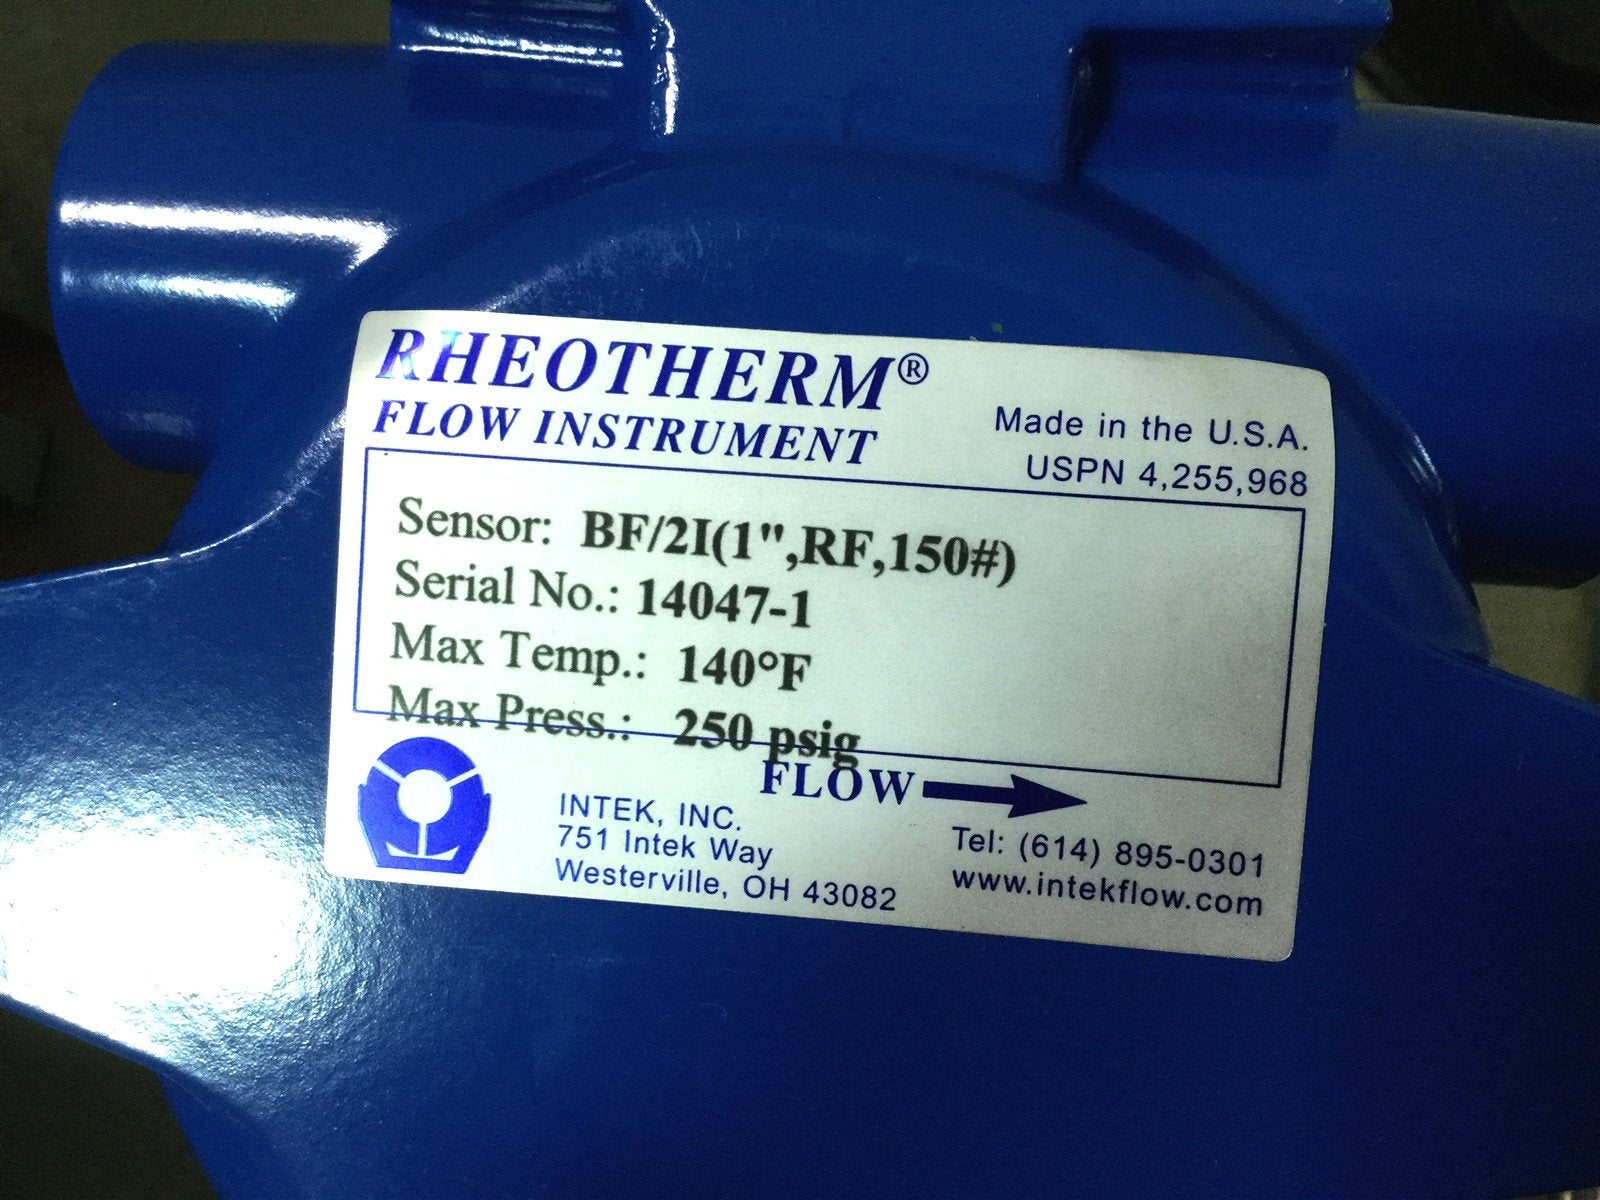 RHEOTHERM®
FLOW INSTRUMENT
Made in the U.S.A.
USPN 4,255,968
Sensor: BF/2I(1",RF,150#)
Serial No.: 14047-1
Max Temp.: 140°F
Max Press.: 250 psig
FLOW
INTEK, INC.
751 Intek Way
Westerville, OH 43082
Tel: (614) 895-0301
www.intekflow.com